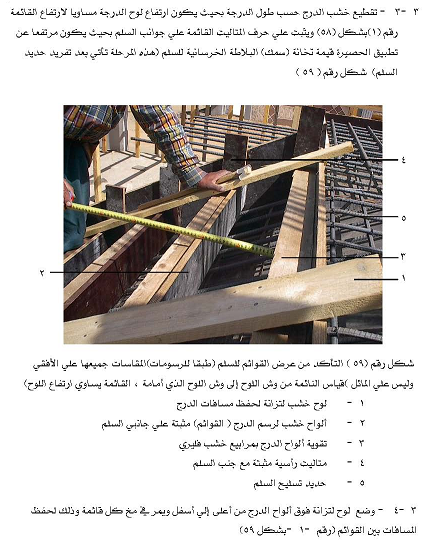 ٣ -٣ - تقطيع خشب الدرج حسب طول الدرجة بحيث يكون ارتفاع لوح الدرجة مساويا لارتفاع القائمة
رقم (١)بشكل (٥٨) ويثبت علي حرف المتاليت القائمة علي جوانب السلم بحيث يكون مرتفعا عن
تطبيق الحصيرة قيمة تخانة (سمك) البلاطة الخرسانية للسلم (هذه المرحلة تأتي بعد تفريد حديد
السلم) شكل رقم ( ٥٩ )
٤
٥
٣
٢
١
شكل رقم (٥٩ ) التأكد من عرض القوائم للسلم (طبقا للرسومات)المقاسات جميعها علي الأفقي
وليس علي المائل )قياس النائمة من وش اللوح إلى وش اللوح الذي أمامة ، القائمة يساوي ارتفاع اللوح)
١ - لوح خشب لتزانة لحفظ مسافات الدرج
٢ - ألواح خشب لرسم الدرج ( القوائم) مثبتة علي جانبي السلم
٣ - تقوية ألواح الدرج بمرابيع خشب فليري
٤ - متاليت رأسية مثبتة مع جنب السلم
٥ - حديد تسليح السلم
٣ -٤ - وضع لوح لتزانة فوق ألواح الدرج من أعلى إلي أسفل ويمر في مخ كل قائمة وذلك لحفظ
المسافات بين القوائم (رقم -١ -بشكل ٥٩)